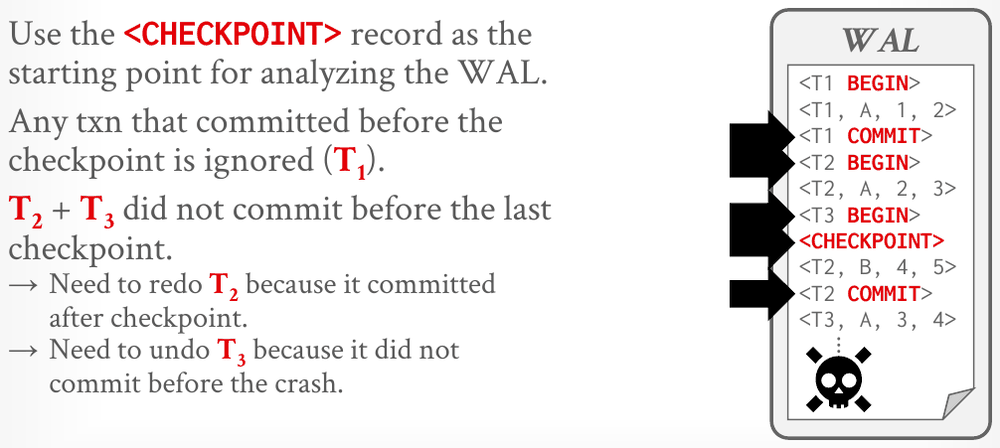 Use the <CHECKPOINT> record as the
starting point for analyzing the WAL.
Any txn that committed before the
checkpoint is ignored (T₁).
T₂ + T₃ did not commit before the last
checkpoint.
→ Need to redo T₂ because it committed
after checkpoint.
→ Need to undo T₃ because it did not
commit before the crash.
WAL
<T1 BEGIN>
<T1, A, 1, 2>
<T1 COMMIT>
<T2 BEGIN>
<T2, A, 2, 3>
<T3 BEGIN>
<CHECKPOINT>
<T2, B, 4, 5>
<T2 COMMIT>
<T3, A, 3, 4>